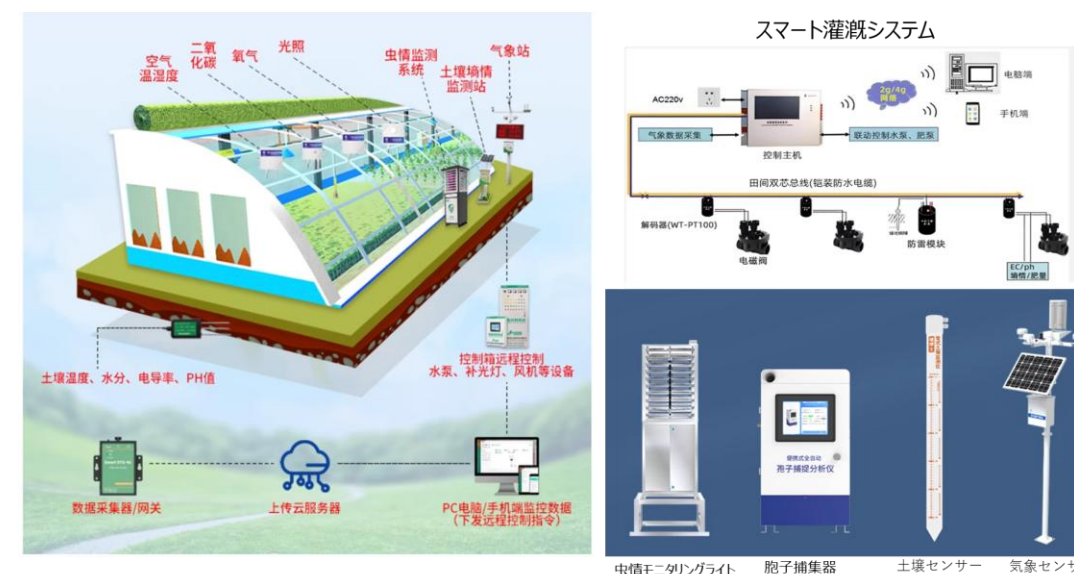 空气
温湿度
二氧
化碳
氧气
光照
虫情监测
系统
土壤墒情
监测站
气象站
土壤温度、水分、电导率、PH值
控制箱远程控制
水泵、补光灯、风机等设备
数据采集器/网关
上传云服务器
PC电脑/手机端监控数据
(下发远程控制指令)
スマート灌漑システム
AC220v
2g/4g
网络
电脑端
手机端
气象数据采集
控制主机
联动控制水泵、肥泵
田间双芯总线(铠装防水电缆)
解码器(WT-PT100)
电磁阀
防雷模块
EC/ph
墒情/肥量
便携式全自动
孢子捕捉分析仪
虫情モニタリングライト
胞子捕集器
土壌センサー
気象センサ